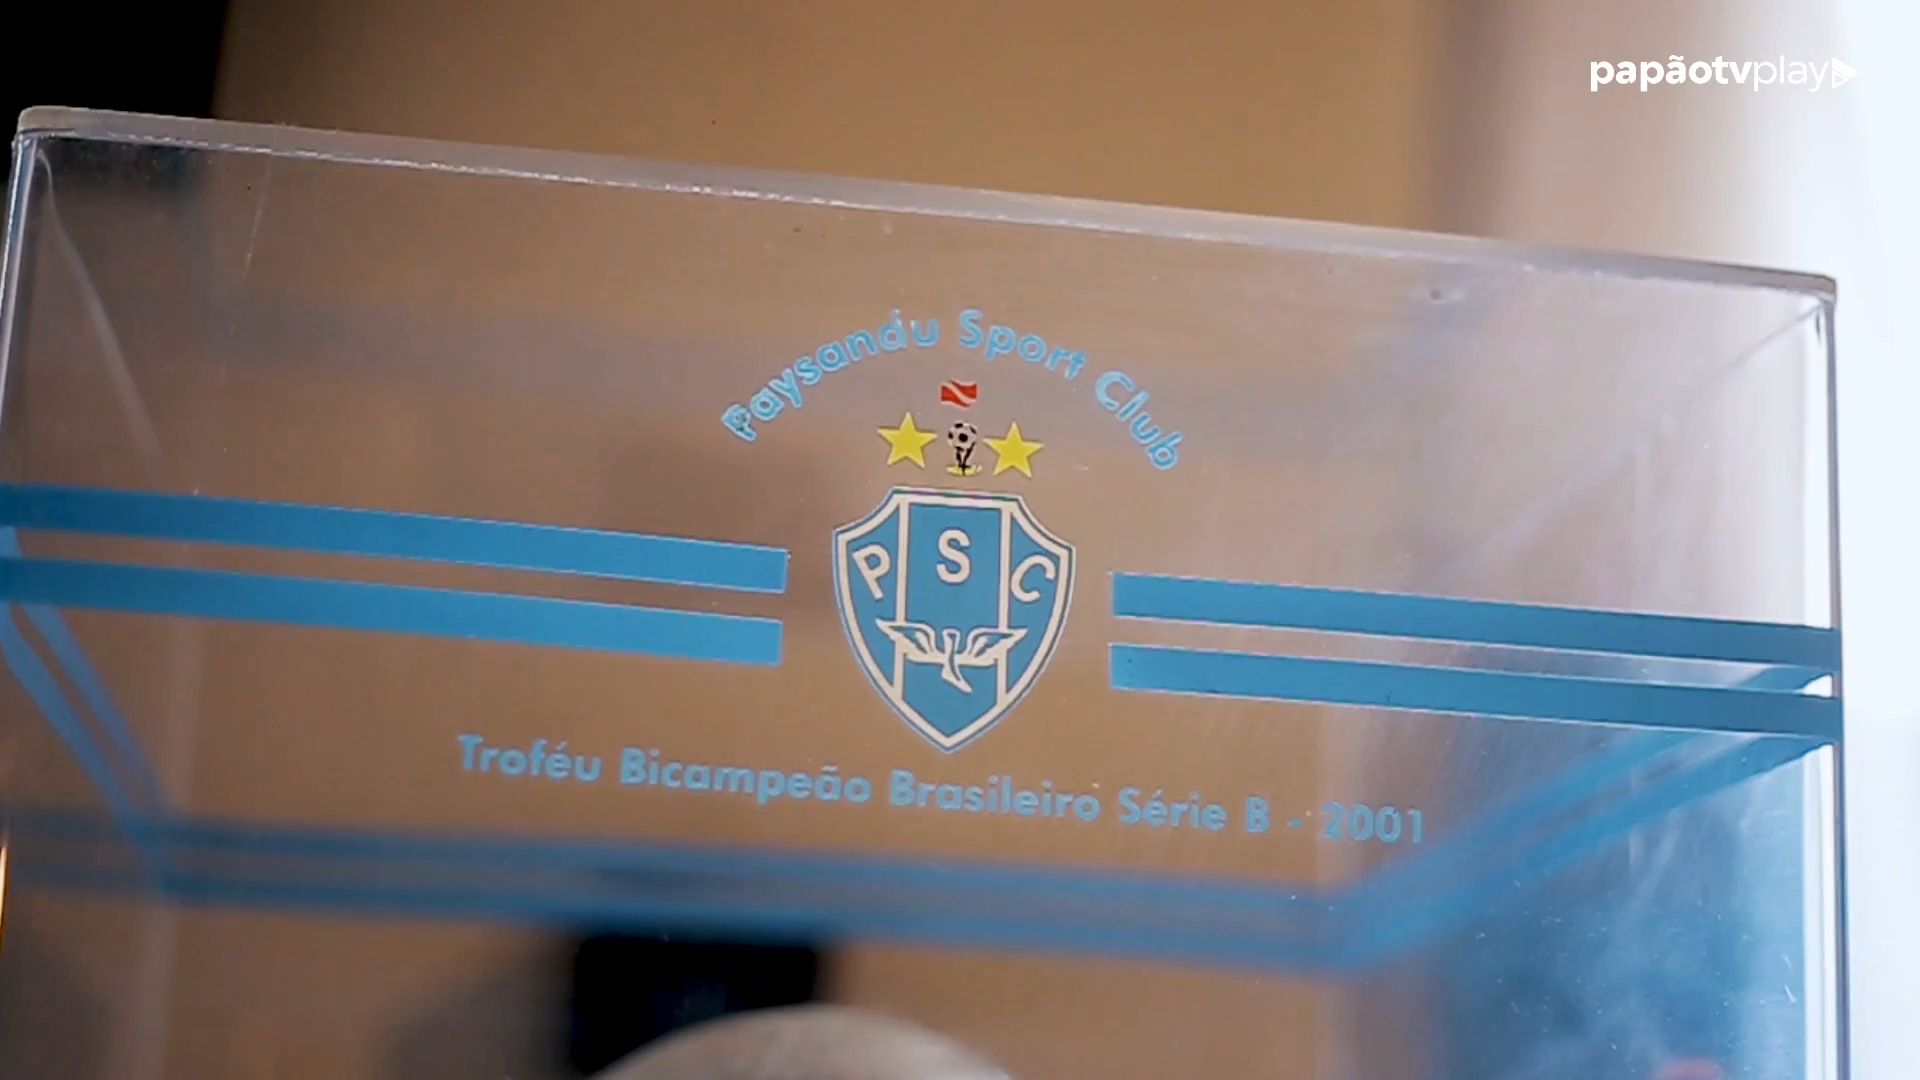 papãotvplay
Paysandu Sport Club
P S C
Troféu Bicampeão Brasileiro Série B - 2001